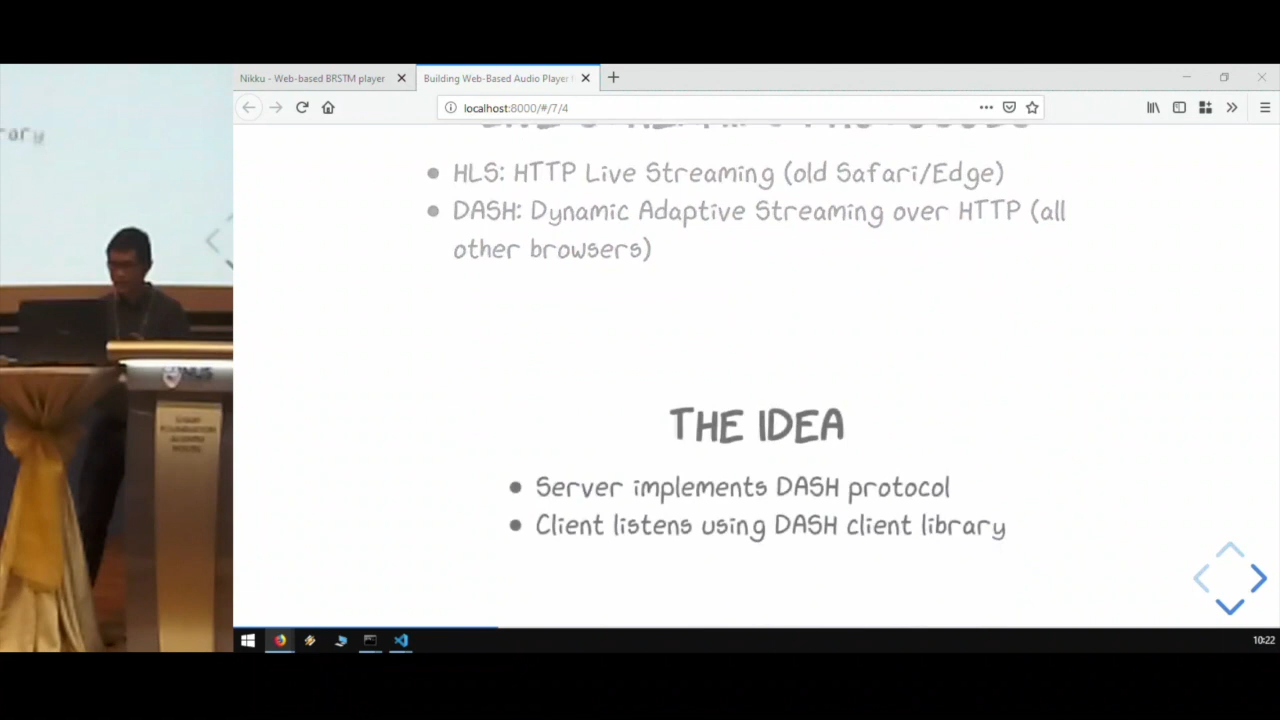 Nikku - Web-based BRSTM player
Building Web-Based Audio Player
localhost:8000/#/7/4
HLS: HTTP Live Streaming (old Safari/Edge)
DASH: Dynamic Adaptive Streaming over HTTP (all
other browsers)
THE IDEA
Server implements DASH protocol
Client listens using DASH client library
10:22
ary
NUS